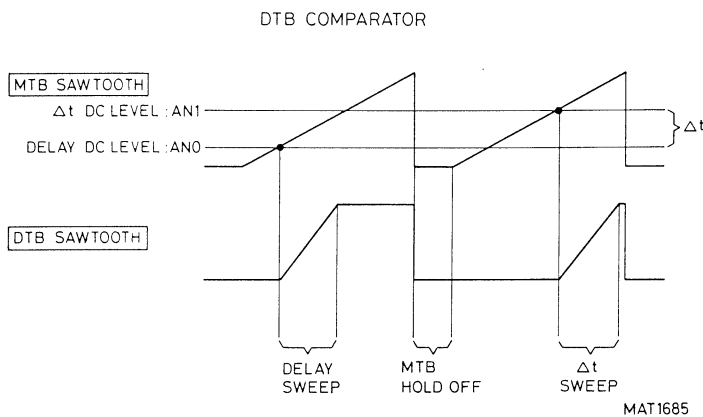 DTB COMPARATOR
MTB SAWTOOTH
Δt DC LEVEL : AN1
Δt
DELAY DC LEVEL : AN0
DTB SAWTOOTH
DELAY
SWEEP
MTB
HOLD OFF
Δt
SWEEP
MAT1685